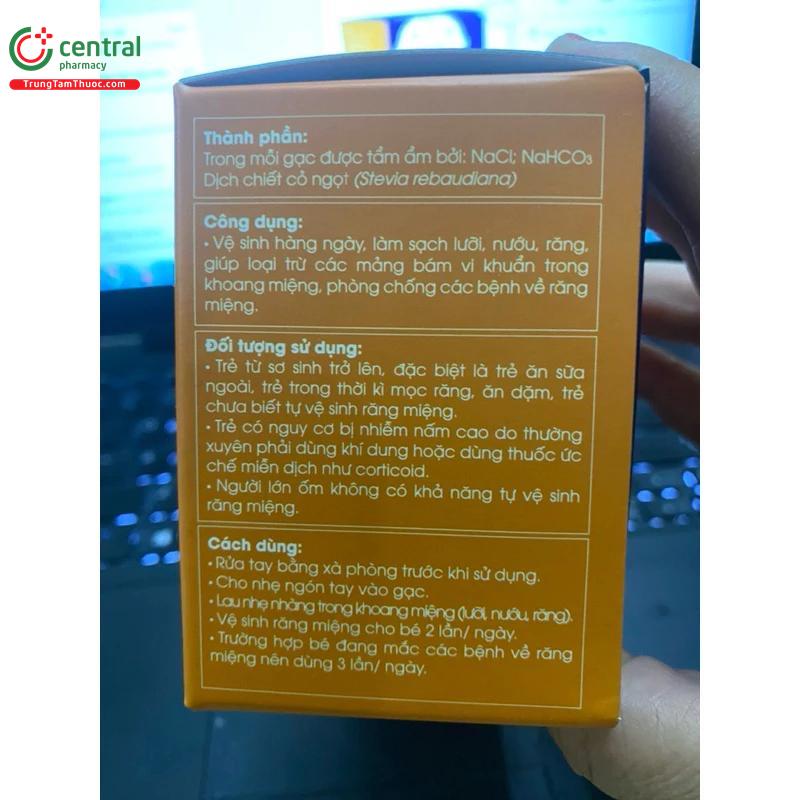 central
pharmacy
TrungTamThuoc.com
Thành phần:
Trong mỗi gạc được tẩm ẩm bởi: NaCl; NaHCO₃
Dịch chiết cỏ ngọt (Stevia rebaudiana)
Công dụng:
• Vệ sinh hàng ngày, làm sạch lưỡi, nướu, răng,
giúp loại trừ các mảng bám vi khuẩn trong
khoang miệng, phòng chống các bệnh về răng
miệng.
Đối tượng sử dụng:
• Trẻ từ sơ sinh trở lên, đặc biệt là trẻ ăn sữa
ngoài, trẻ trong thời kì mọc răng, ăn dặm, trẻ
chưa biết tự vệ sinh răng miệng.
• Trẻ có nguy cơ bị nhiễm nấm cao do thường
xuyên phải dùng khí dung hoặc dùng thuốc ức
chế miễn dịch như corticoid.
• Người lớn ốm không có khả năng tự vệ sinh
răng miệng.
Cách dùng:
• Rửa tay bằng xà phòng trước khi sử dụng.
• Cho nhẹ ngón tay vào gạc.
• Lau nhẹ nhàng trong khoang miệng (lưỡi, nướu, răng).
• Vệ sinh răng miệng cho bé 2 lần/ ngày.
• Trường hợp bé đang mắc các bệnh về răng
miệng nên dùng 3 lần/ ngày.